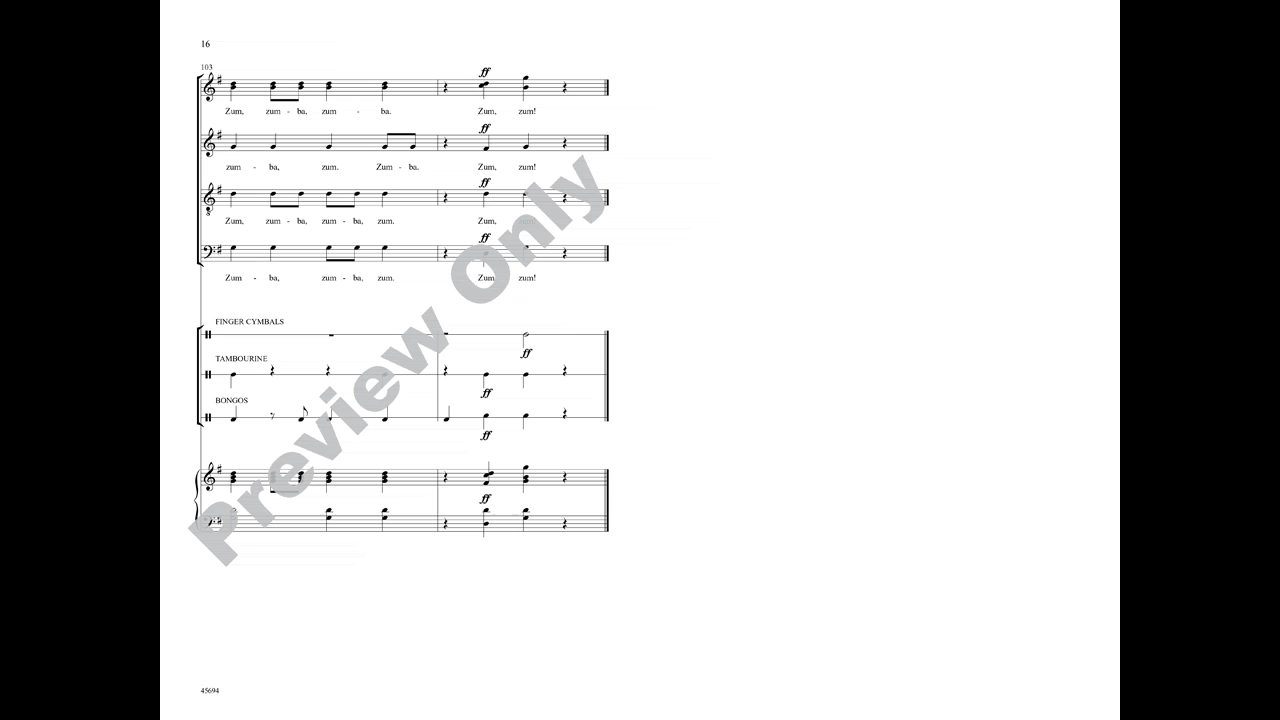 16
103
ff
Zum, zum - ba, zum - ba. Zum, zum!
ff
zum - ba, zum. Zum - ba. Zum, zum!
ff
Zum, zum - ba, zum - ba, zum. Zum,
ff
Zum - ba, zum - ba, zum. Zum, zum!
FINGER CYMBALS
ff
TAMBOURINE
ff
BONGOS
ff
ff
Preview Only
45694